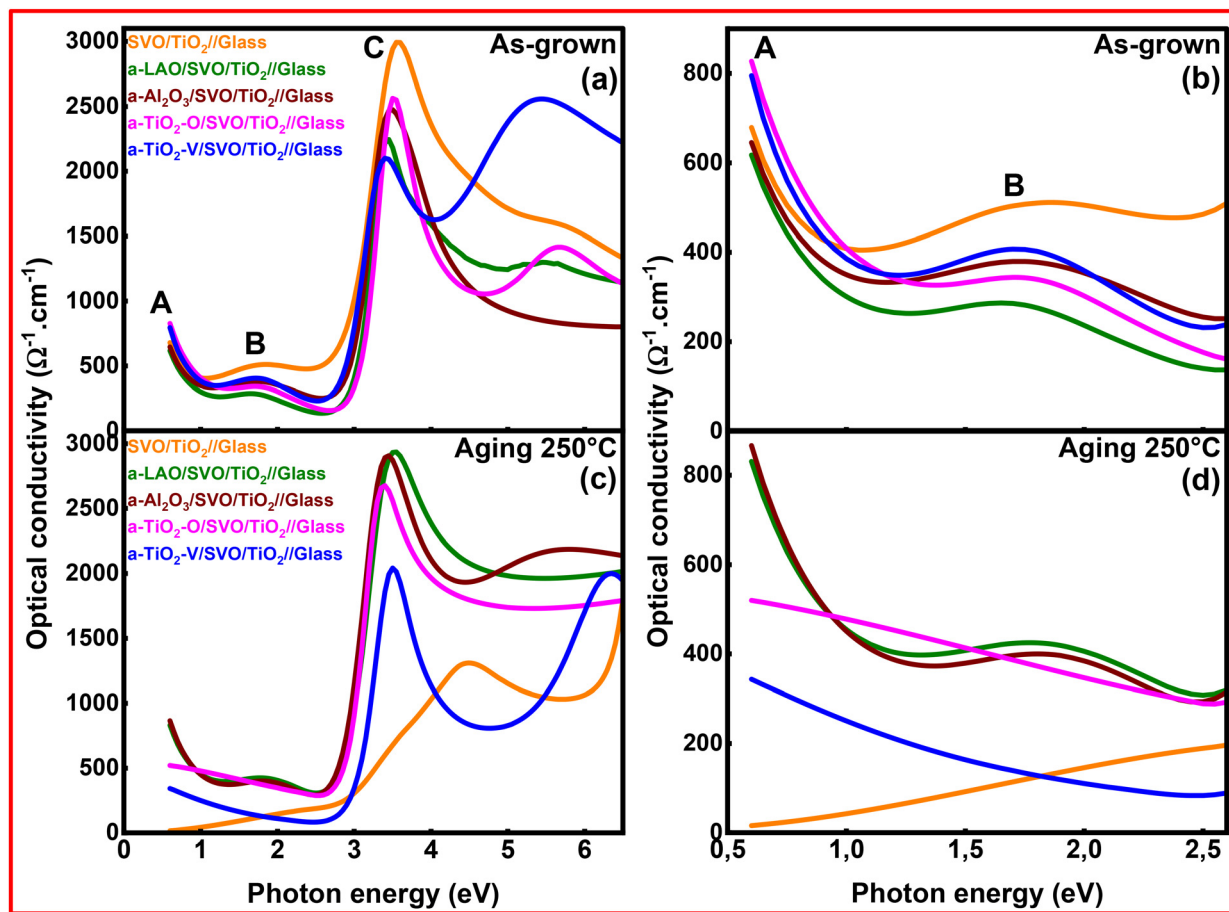 Optical conductivity (Ω⁻¹.cm⁻¹)
3000
2500
2000
1500
1000
500
0
SVO/TiO₂//Glass
a-LAO/SVO/TiO₂//Glass
a-Al₂O₃/SVO/TiO₂//Glass
a-TiO₂-O/SVO/TiO₂//Glass
a-TiO₂-V/SVO/TiO₂//Glass
A
B
C
As-grown
(a)
Optical conductivity (Ω⁻¹.cm⁻¹)
800
600
400
200
0
A
B
As-grown
(b)
3000
2500
2000
1500
1000
500
0
SVO/TiO₂//Glass
a-LAO/SVO/TiO₂//Glass
a-Al₂O₃/SVO/TiO₂//Glass
a-TiO₂-O/SVO/TiO₂//Glass
a-TiO₂-V/SVO/TiO₂//Glass
Aging 250°C
(c)
0 1 2 3 4 5 6
Photon energy (eV)
800
600
400
200
0
Aging 250°C
(d)
0,5 1,0 1,5 2,0 2,5
Photon energy (eV)